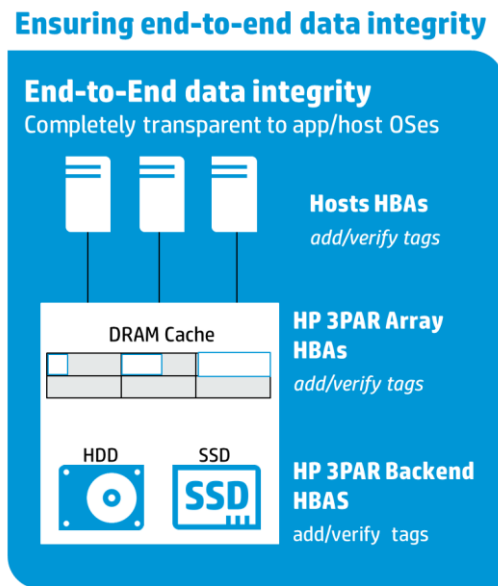 Ensuring end-to-end data integrity
End-to-End data integrity
Completely transparent to app/host OSes
Hosts HBAs
add/verify tags
DRAM Cache
HP 3PAR Array
HBAs
add/verify tags
HDD
SSD
SSD
HP 3PAR Backend
HBAS
add/verify tags